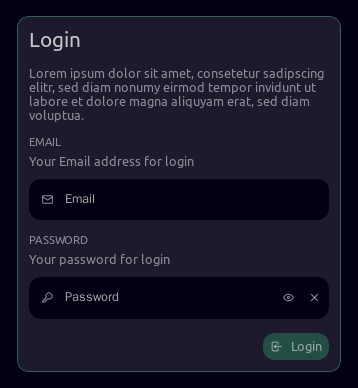 Login
Lorem ipsum dolor sit amet, consetetur sadipscing
elitr, sed diam nonumy eirmod tempor invidunt ut
labore et dolore magna aliquyam erat, sed diam
voluptua.
EMAIL
Your Email address for login
Email
PASSWORD
Your password for login
Password
Login